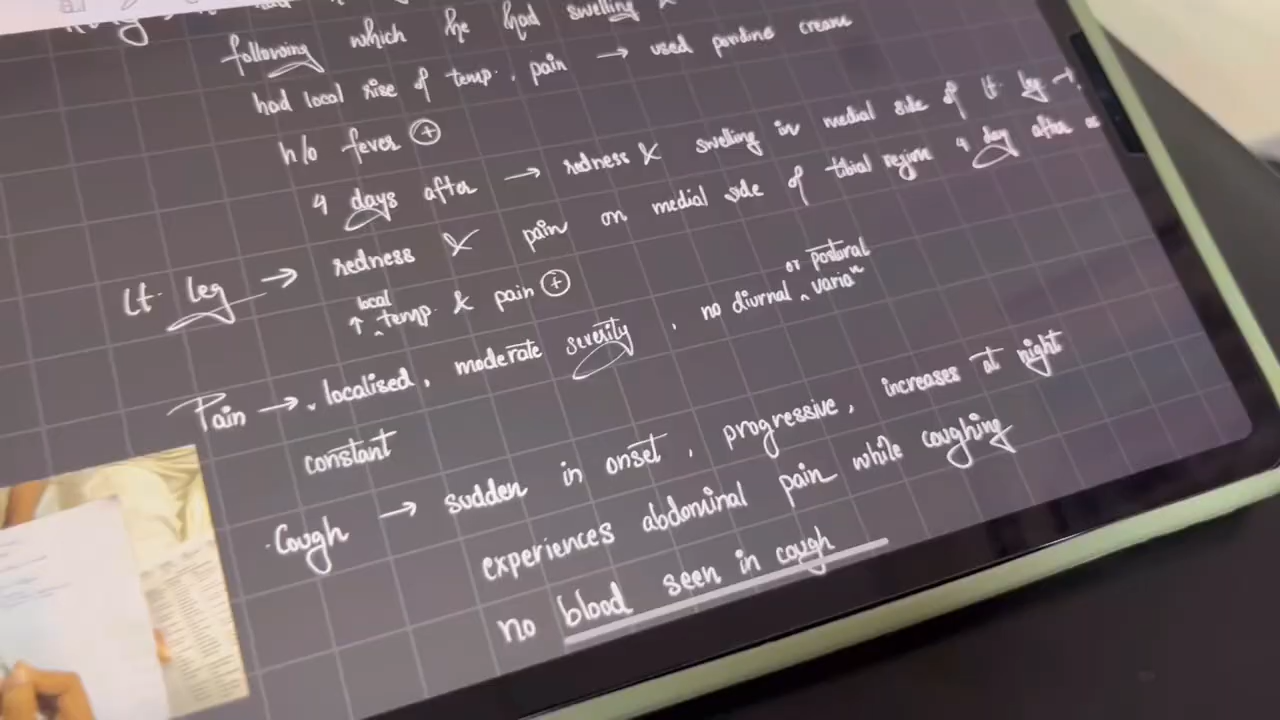 following which he had swelling
had local rise of temp, pain → used poridine cream
h/o fever ⊕
4 days after → redness & swelling in medial side of lt. leg →
Lt. leg → redness & pain on medial side of tibial region 4 day after
↑ local temp. & pain ⊕
Pain → localised, moderate severity, no diurnal or postural varian
constant
Cough → sudden in onset, progressive, increases at night
experiences abdominal pain while coughing
no blood seen in cough